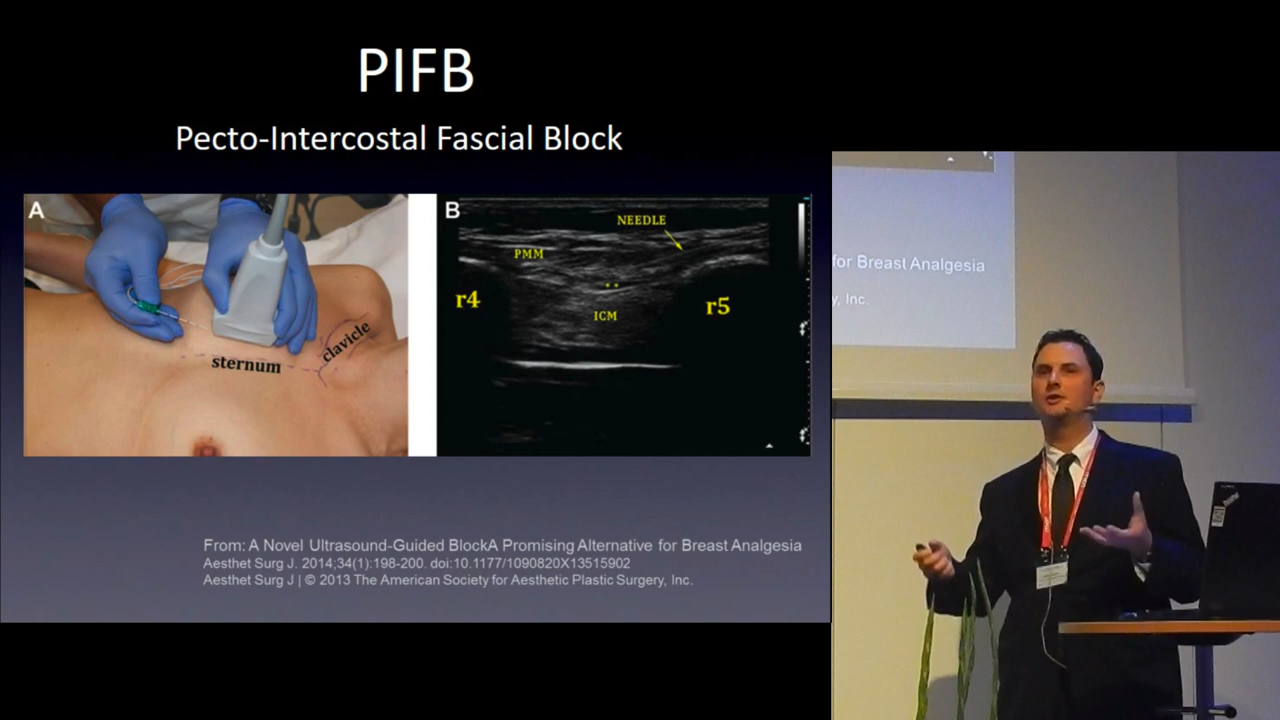 PIFB
Pecto-Intercostal Fascial Block
A
sternum
clavicle
B
NEEDLE
PMM
r4
r5
ICM
From: A Novel Ultrasound-Guided BlockA Promising Alternative for Breast Analgesia
Aesthet Surg J. 2014;34(1):198-200. doi:10.1177/1090820X13515902
Aesthet Surg J | © 2013 The American Society for Aesthetic Plastic Surgery, Inc.
for Breast Analgesia
y, Inc.